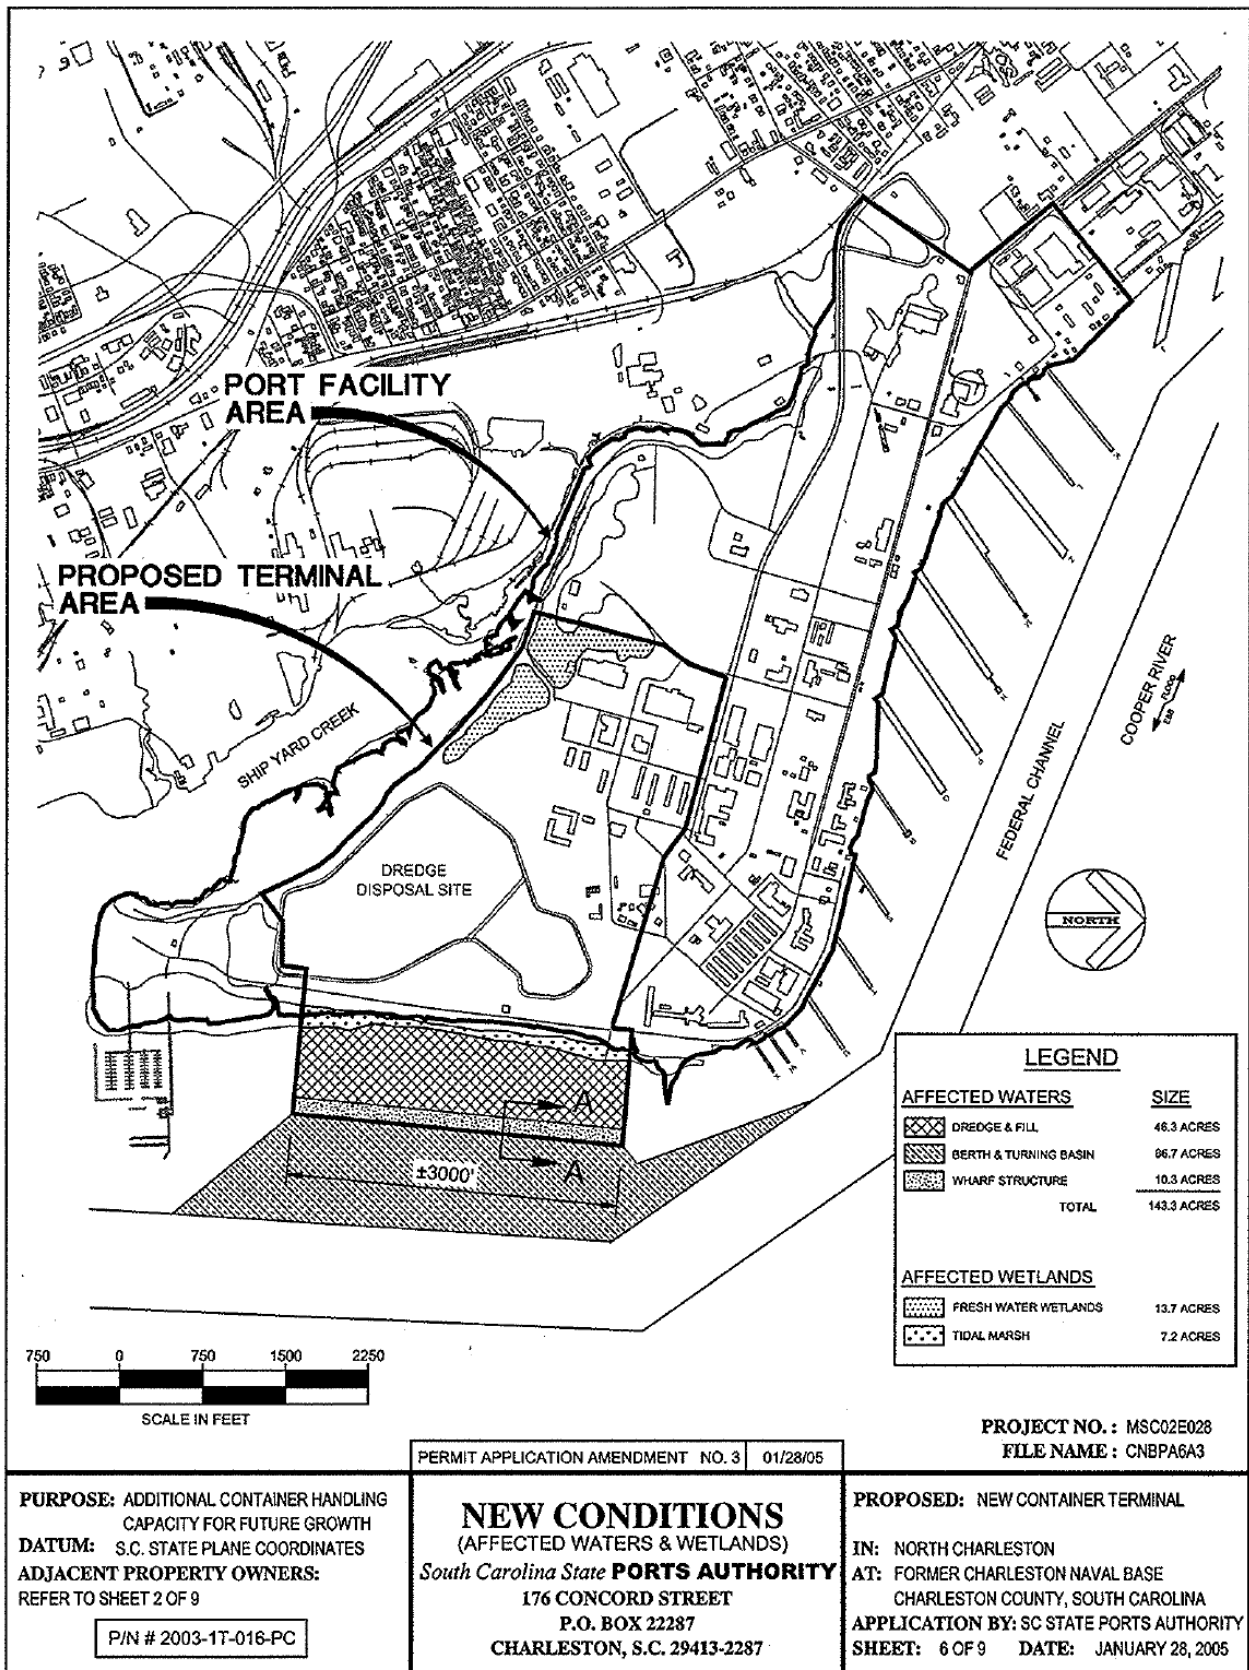 PORT FACILITY
AREA
PROPOSED TERMINAL
AREA
SHIP YARD CREEK
DREDGE
DISPOSAL SITE
COOPER RIVER
FLOOD
EBB
FEDERAL CHANNEL
NORTH
A
A
±3000'
LEGEND
AFFECTED WATERS SIZE
DREDGE & FILL 46.3 ACRES
BERTH & TURNING BASIN 86.7 ACRES
WHARF STRUCTURE 10.3 ACRES
TOTAL 143.3 ACRES
AFFECTED WETLANDS
FRESH WATER WETLANDS 13.7 ACRES
TIDAL MARSH 7.2 ACRES
750 0 750 1500 2250
SCALE IN FEET
PROJECT NO. : MSC02E028
FILE NAME : CNBPA6A3
PERMIT APPLICATION AMENDMENT NO. 3 01/28/05
PURPOSE: ADDITIONAL CONTAINER HANDLING
CAPACITY FOR FUTURE GROWTH
DATUM: S.C. STATE PLANE COORDINATES
ADJACENT PROPERTY OWNERS:
REFER TO SHEET 2 OF 9
P/N # 2003-1T-016-PC
NEW CONDITIONS
(AFFECTED WATERS & WETLANDS)
South Carolina State PORTS AUTHORITY
176 CONCORD STREET
P.O. BOX 22287
CHARLESTON, S.C. 29413-2287
PROPOSED: NEW CONTAINER TERMINAL
IN: NORTH CHARLESTON
AT: FORMER CHARLESTON NAVAL BASE
CHARLESTON COUNTY, SOUTH CAROLINA
APPLICATION BY: SC STATE PORTS AUTHORITY
SHEET: 6 OF 9 DATE: JANUARY 28, 2005